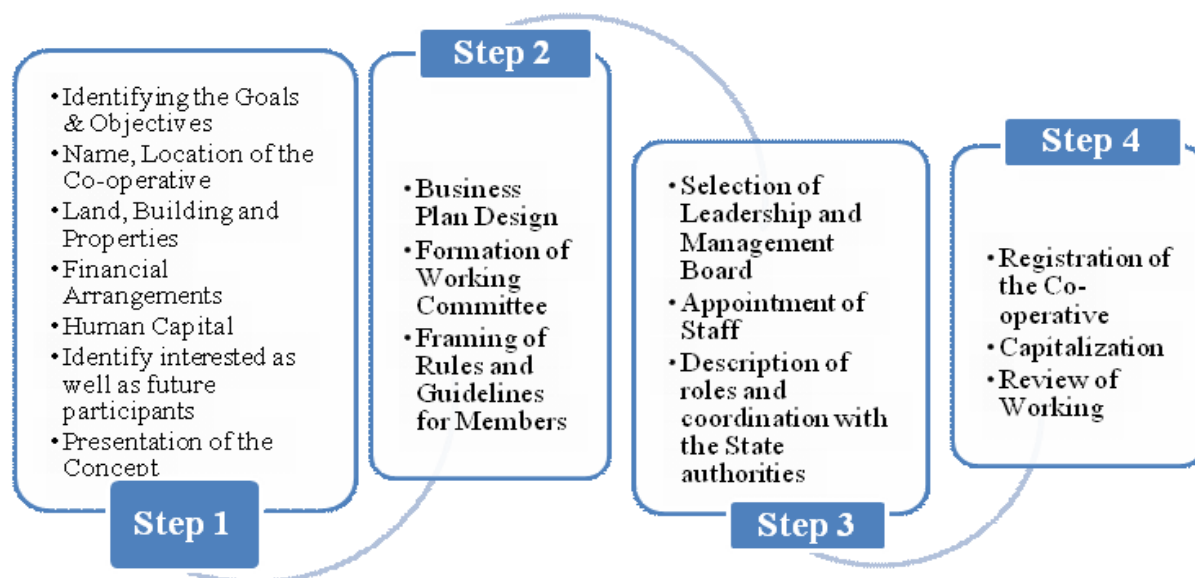 • Identifying the Goals
& Objectives
• Name, Location of the
Co-operative
• Land, Building and
Properties
• Financial
Arrangements
• Human Capital
• Identify interested as
well as future
participants
• Presentation of the
Concept
Step 1
Step 2
• Business
Plan Design
• Formation of
Working
Committee
• Framing of
Rules and
Guidelines
for Members
• Selection of
Leadership and
Management
Board
• Appointment of
Staff
• Description of
roles and
coordination with
the State
authorities
Step 3
Step 4
• Registration of
the Co-
operative
• Capitalization
• Review of
Working